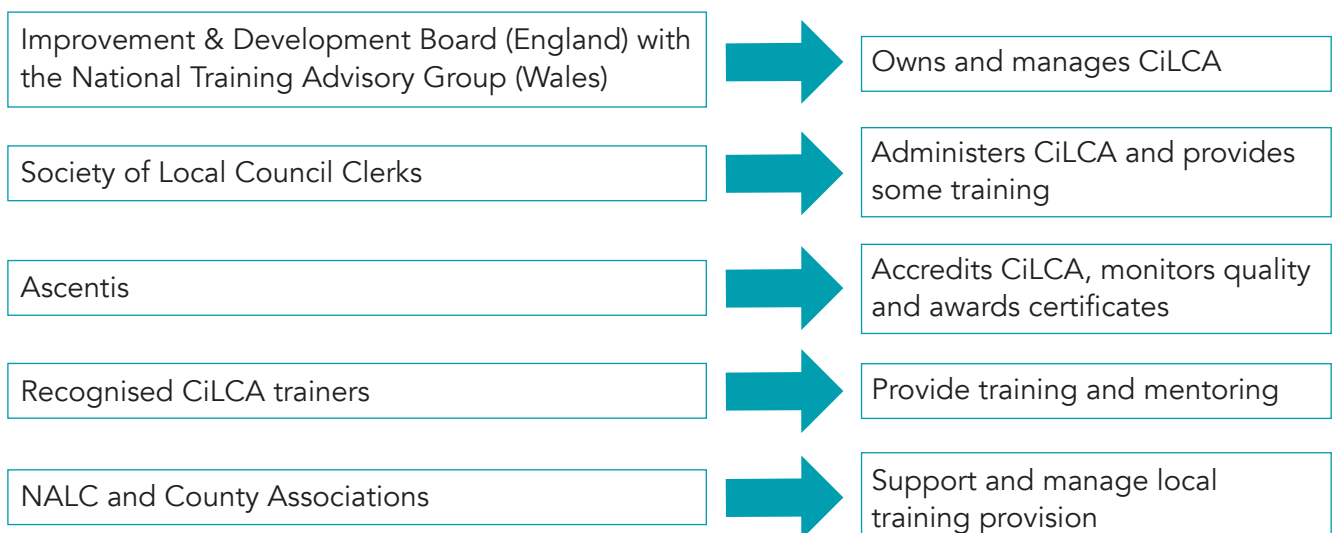 Improvement & Development Board (England) with
the National Training Advisory Group (Wales)
Owns and manages CiLCA
Society of Local Council Clerks
Administers CiLCA and provides
some training
Ascentis
Accredits CiLCA, monitors quality
and awards certificates
Recognised CiLCA trainers
Provide training and mentoring
NALC and County Associations
Support and manage local
training provision